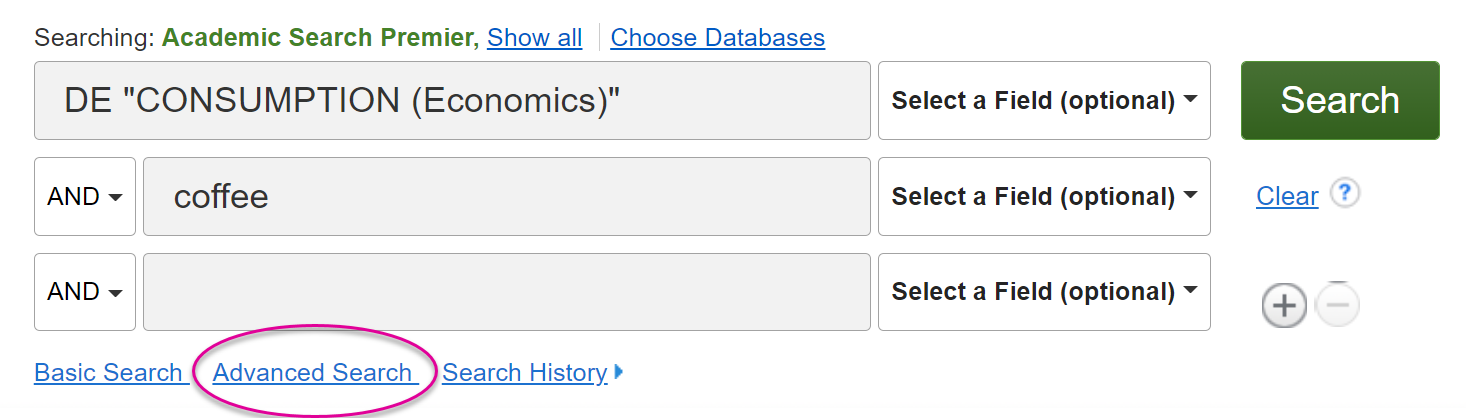 Searching: Academic Search Premier, Show all Choose Databases
DE "CONSUMPTION (Economics)" Select a Field (optional) Search
AND coffee Select a Field (optional) Clear ?
AND Select a Field (optional)
Basic Search Advanced Search Search History